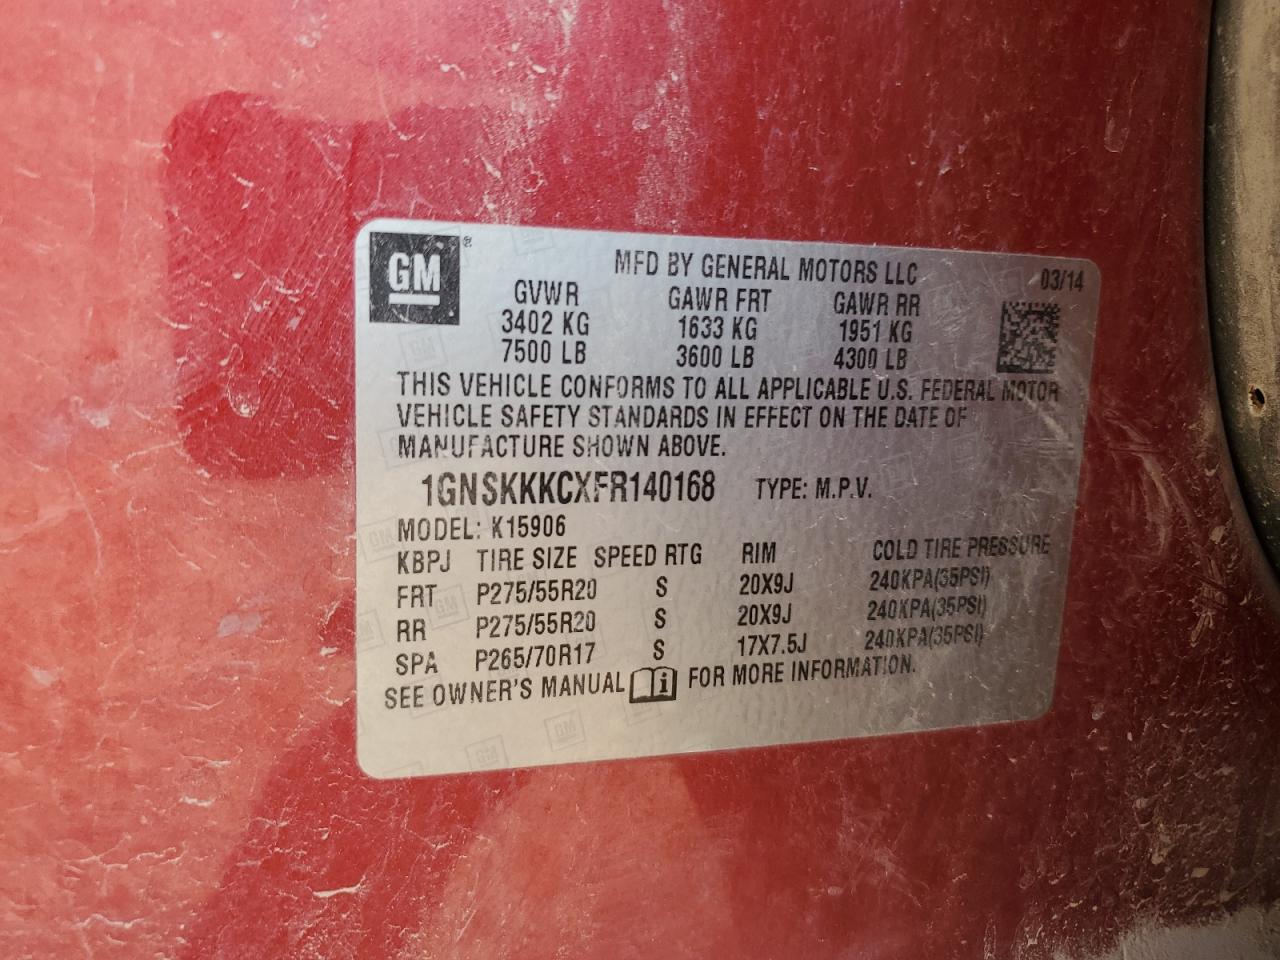 GM
MFD BY GENERAL MOTORS LLC 03/14
GVWR GAWR FRT GAWR RR
3402 KG 1633 KG 1951 KG
7500 LB 3600 LB 4300 LB
THIS VEHICLE CONFORMS TO ALL APPLICABLE U.S. FEDERAL MOTOR
VEHICLE SAFETY STANDARDS IN EFFECT ON THE DATE OF
MANUFACTURE SHOWN ABOVE.
1GNSKKKCXFR140168 TYPE: M.P.V.
MODEL: K15906
KBPJ TIRE SIZE SPEED RTG RIM COLD TIRE PRESSURE
FRT P275/55R20 S 20X9J 240KPA(35PSI)
RR P275/55R20 S 20X9J 240KPA(35PSI)
SPA P265/70R17 S 17X7.5J 240KPA(35PSI)
SEE OWNER'S MANUAL i FOR MORE INFORMATION.